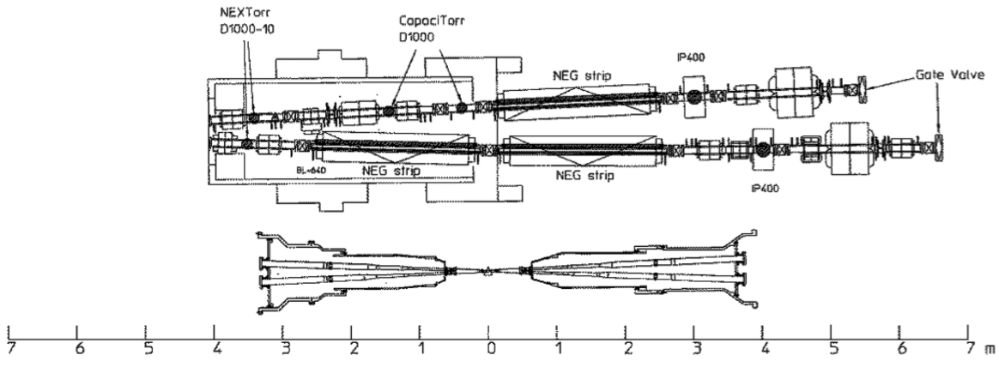 NEXTorr
D1000-10
CapaciTorr
D1000
NEG strip
IP400
Gate Valve
BL=640
NEG strip
NEG strip
IP400
7 6 5 4 3 2 1 0 1 2 3 4 5 6 7 m